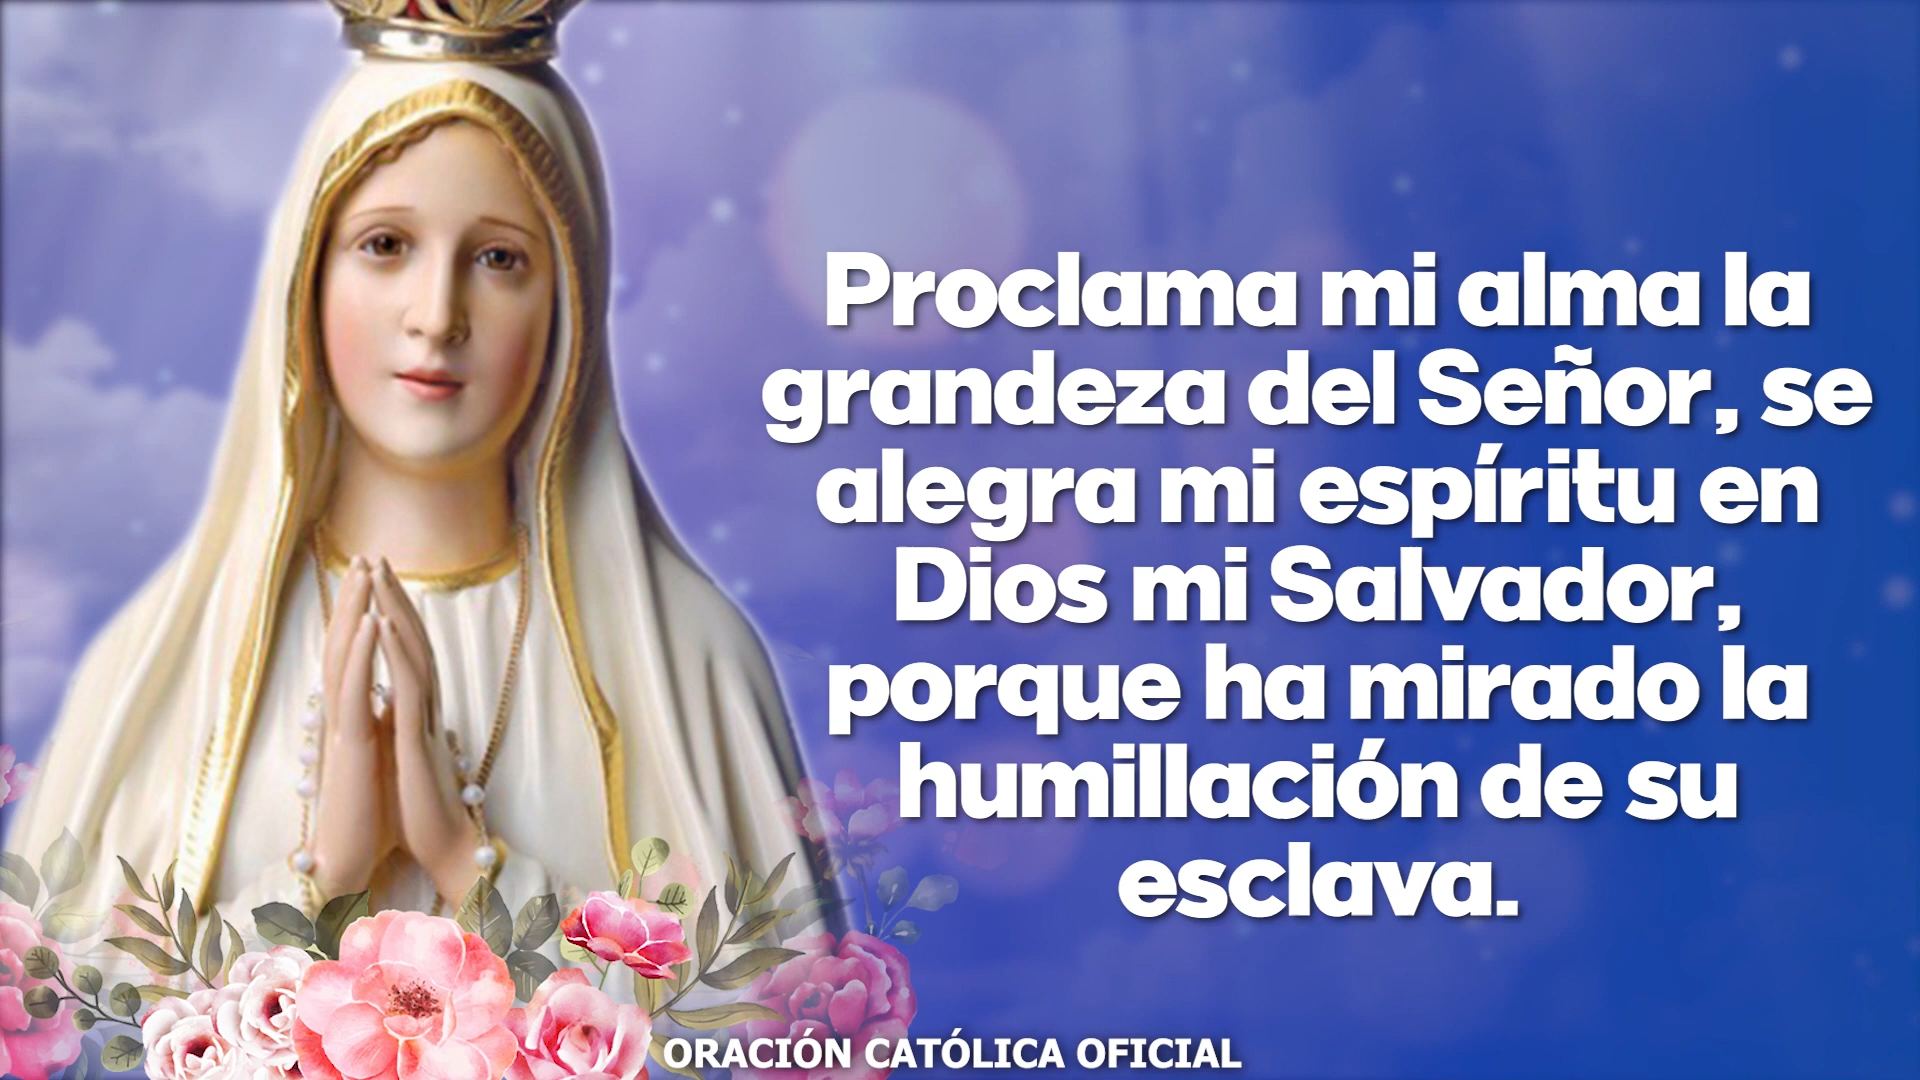 Proclama mi alma la
grandeza del Señor, se
alegra mi espíritu en
Dios mi Salvador,
porque ha mirado la
humillación de su
esclava.
ORACIÓN CATÓLICA OFICIAL